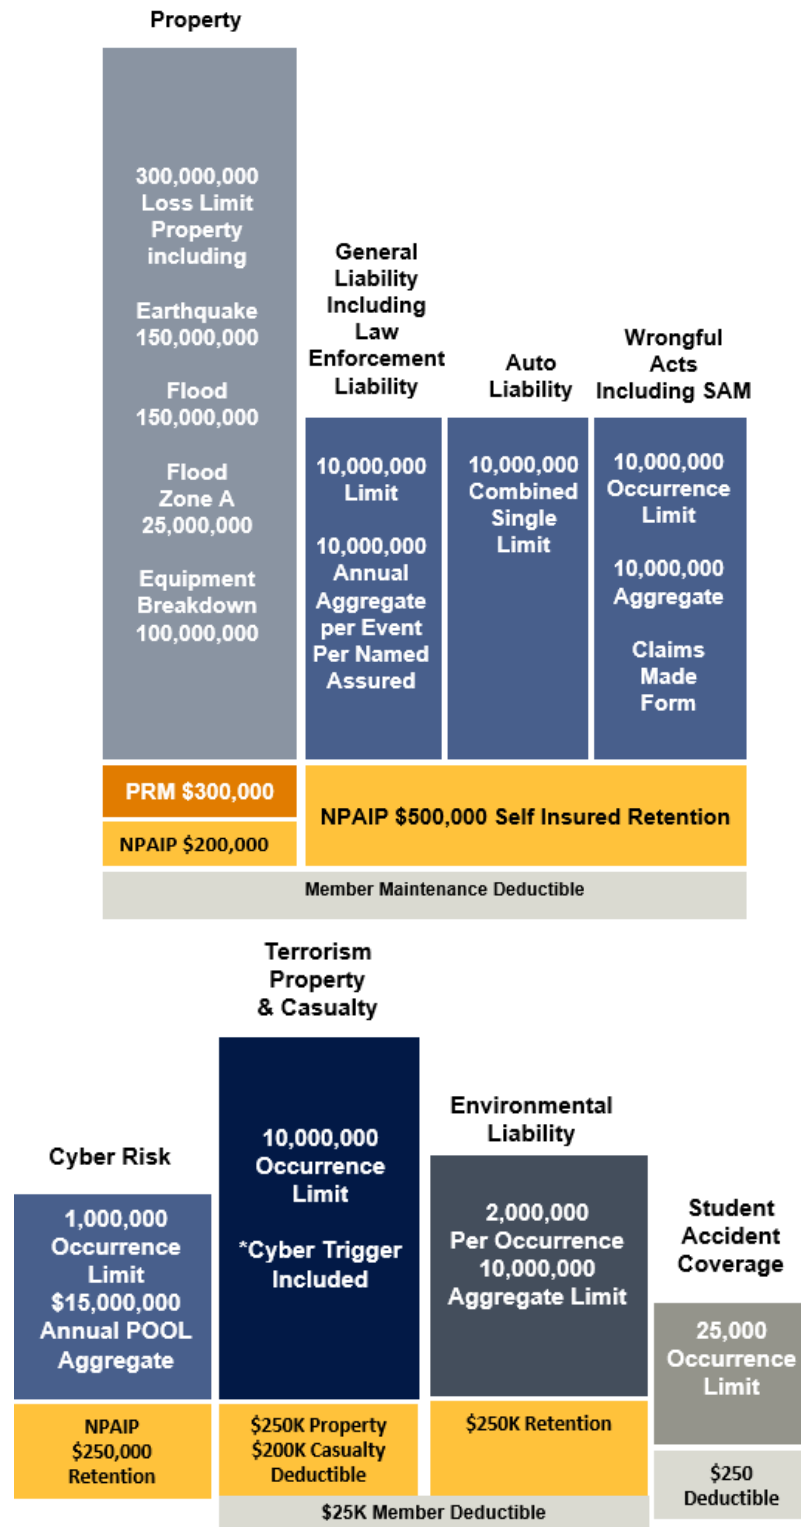 Property
300,000,000
Loss Limit
Property
including
Earthquake
150,000,000
Flood
150,000,000
Flood
Zone A
25,000,000
Equipment
Breakdown
100,000,000
General
Liability
Including
Law
Enforcement
Liability
10,000,000
Limit
10,000,000
Annual
Aggregate
per Event
Per Named
Assured
Auto
Liability
10,000,000
Combined
Single
Limit
Wrongful
Acts
Including SAM
10,000,000
Occurrence
Limit
10,000,000
Aggregate
Claims
Made
Form
PRM $300,000
NPAIP $200,000
NPAIP $500,000 Self Insured Retention
Member Maintenance Deductible
Cyber Risk
1,000,000
Occurrence
Limit
$15,000,000
Annual POOL
Aggregate
NPAIP
$250,000
Retention
Terrorism
Property
& Casualty
10,000,000
Occurrence
Limit
*Cyber Trigger
Included
$250K Property
$200K Casualty
Deductible
Environmental
Liability
2,000,000
Per Occurrence
10,000,000
Aggregate Limit
$250K Retention
$25K Member Deductible
Student
Accident
Coverage
25,000
Occurrence
Limit
$250
Deductible